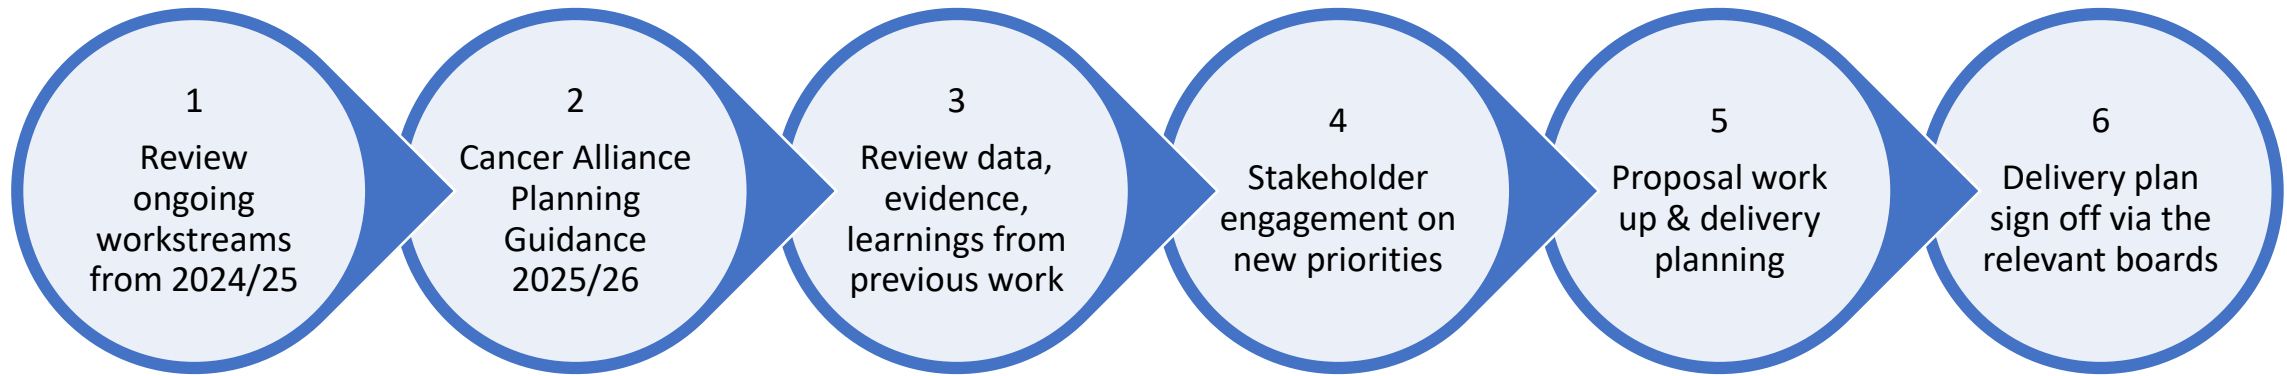 1
Review
ongoing
workstreams
from 2024/25
2
Cancer Alliance
Planning
Guidance
2025/26
3
Review data,
evidence,
learnings from
previous work
4
Stakeholder
engagement on
new priorities
5
Proposal work
up & delivery
planning
6
Delivery plan
sign off via the
relevant boards